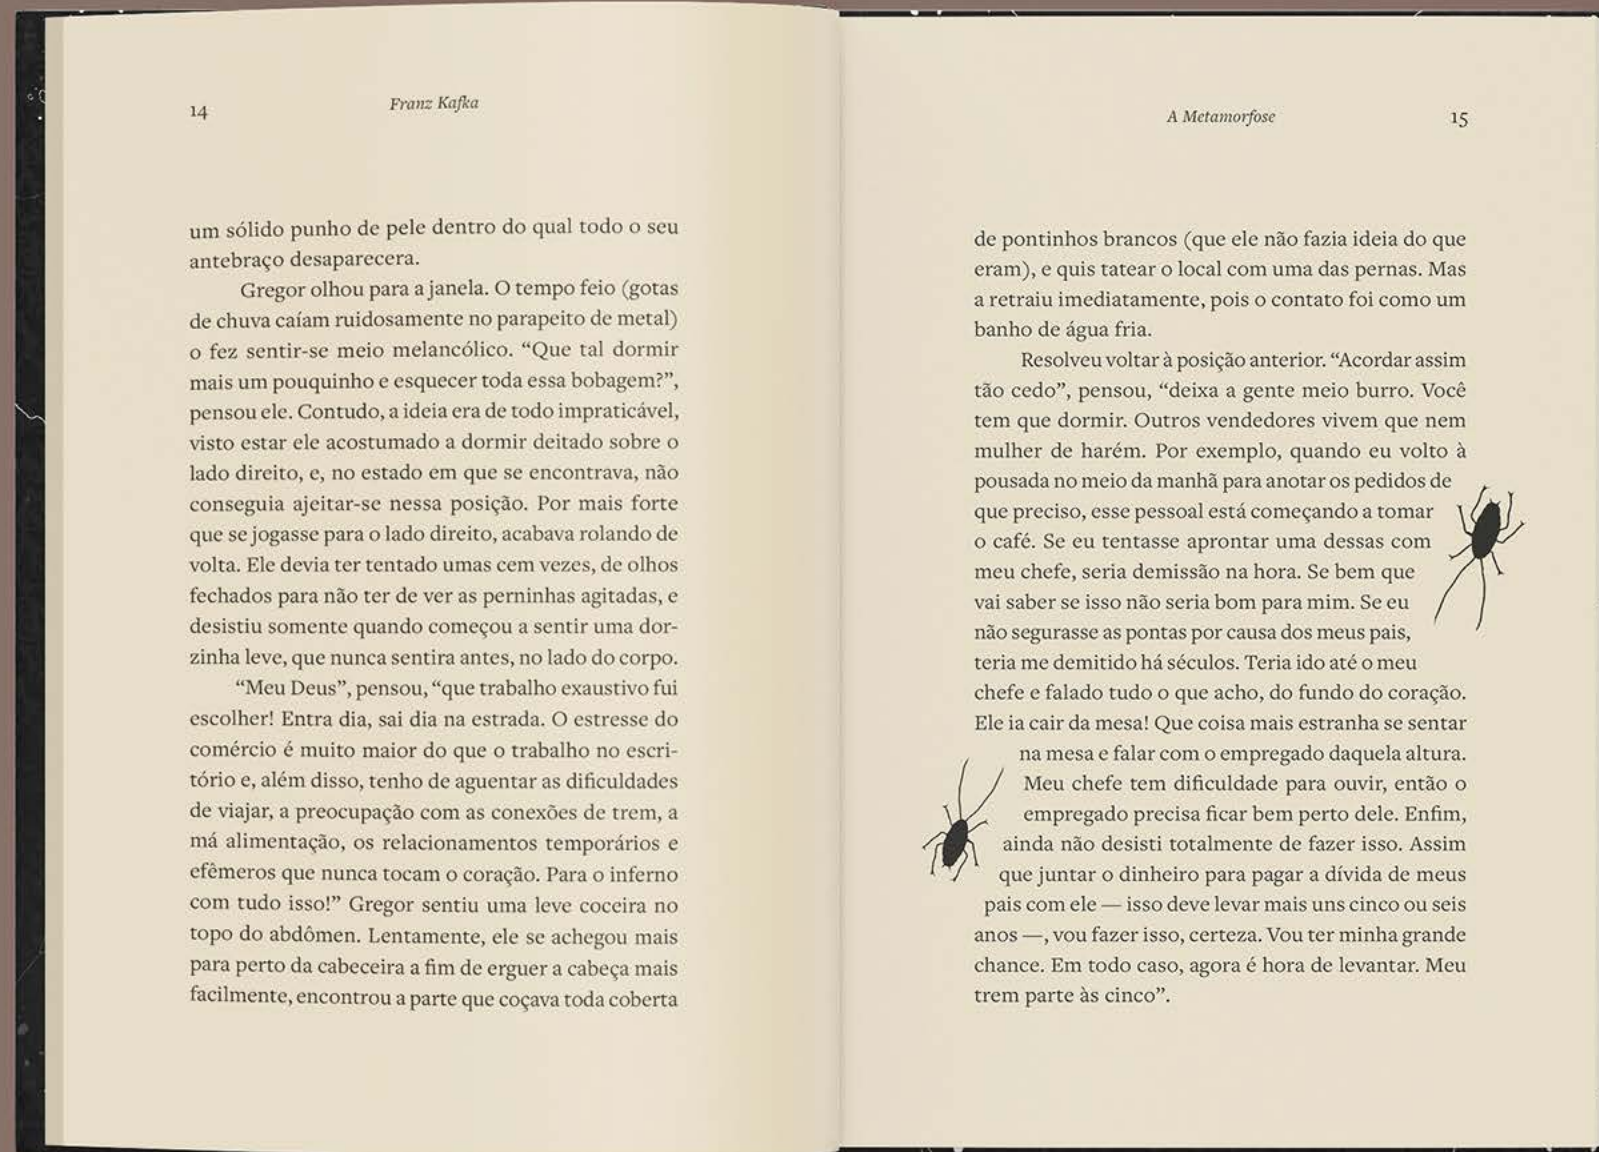 14
Franz Kafka
um sólido punho de pele dentro do qual todo o seu
antebraço desaparecera.
Gregor olhou para a janela. O tempo feio (gotas
de chuva caíam ruidosamente no parapeito de metal)
o fez sentir-se meio melancólico. “Que tal dormir
mais um pouquinho e esquecer toda essa bobagem?”,
pensou ele. Contudo, a ideia era de todo impraticável,
visto estar ele acostumado a dormir deitado sobre o
lado direito, e, no estado em que se encontrava, não
conseguia ajeitar-se nessa posição. Por mais forte
que se jogasse para o lado direito, acabava rolando de
volta. Ele devia ter tentado umas cem vezes, de olhos
fechados para não ter de ver as perninhas agitadas, e
desistiu somente quando começou a sentir uma dor-
zinha leve, que nunca sentira antes, no lado do corpo.
“Meu Deus”, pensou, “que trabalho exaustivo fui
escolher! Entra dia, sai dia na estrada. O estresse do
comércio é muito maior do que o trabalho no escri-
tório e, além disso, tenho de aguentar as dificuldades
de viajar, a preocupação com as conexões de trem, a
má alimentação, os relacionamentos temporários e
efêmeros que nunca tocam o coração. Para o inferno
com tudo isso!” Gregor sentiu uma leve coceira no
topo do abdômen. Lentamente, ele se achegou mais
para perto da cabeceira a fim de erguer a cabeça mais
facilmente, encontrou a parte que coçava toda coberta
A Metamorfose
15
de pontinhos brancos (que ele não fazia ideia do que
eram), e quis tatear o local com uma das pernas. Mas
a retraiu imediatamente, pois o contato foi como um
banho de água fria.
Resolveu voltar à posição anterior. “Acordar assim
tão cedo”, pensou, “deixa a gente meio burro. Você
tem que dormir. Outros vendedores vivem que nem
mulher de harém. Por exemplo, quando eu volto à
pousada no meio da manhã para anotar os pedidos de
que preciso, esse pessoal está começando a tomar
o café. Se eu tentasse aprontar uma dessas com
meu chefe, seria demissão na hora. Se bem que
vai saber se isso não seria bom para mim. Se eu
não segurasse as pontas por causa dos meus pais,
teria me demitido há séculos. Teria ido até o meu
chefe e falado tudo o que acho, do fundo do coração.
Ele ia cair da mesa! Que coisa mais estranha se sentar
na mesa e falar com o empregado daquela altura.
Meu chefe tem dificuldade para ouvir, então o
empregado precisa ficar bem perto dele. Enfim,
ainda não desisti totalmente de fazer isso. Assim
que juntar o dinheiro para pagar a dívida de meus
pais com ele — isso deve levar mais uns cinco ou seis
anos —, vou fazer isso, certeza. Vou ter minha grande
chance. Em todo caso, agora é hora de levantar. Meu
trem parte às cinco”.